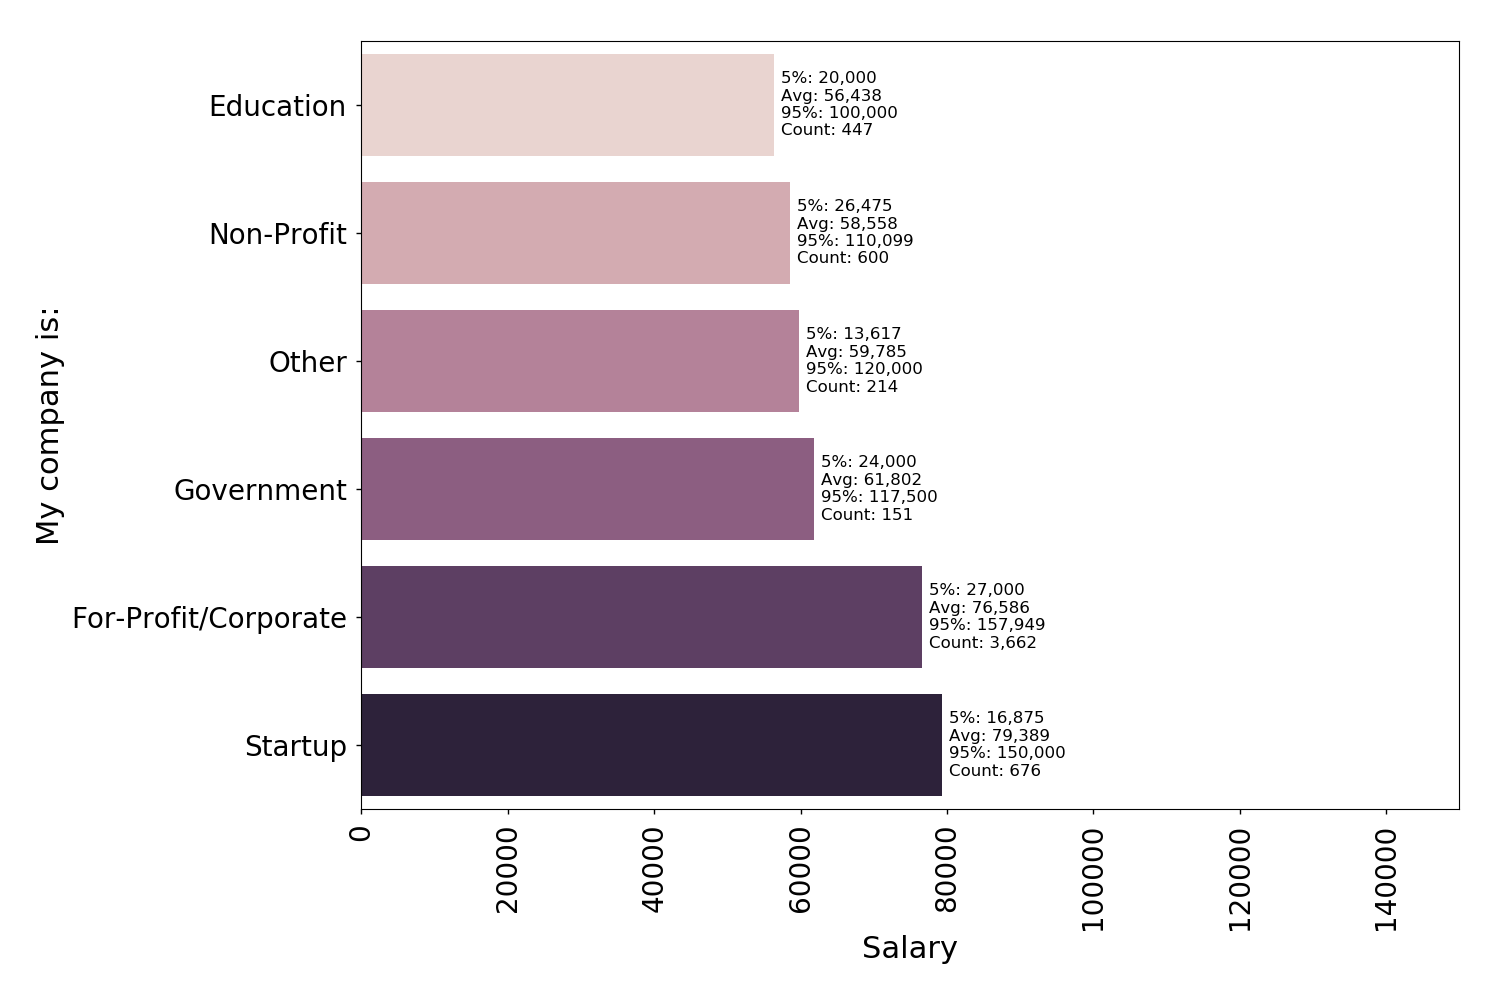 My company is:
Education
5%: 20,000
Avg: 56,438
95%: 100,000
Count: 447
Non-Profit
5%: 26,475
Avg: 58,558
95%: 110,099
Count: 600
Other
5%: 13,617
Avg: 59,785
95%: 120,000
Count: 214
Government
5%: 24,000
Avg: 61,802
95%: 117,500
Count: 151
For-Profit/Corporate
5%: 27,000
Avg: 76,586
95%: 157,949
Count: 3,662
Startup
5%: 16,875
Avg: 79,389
95%: 150,000
Count: 676
0
20000
40000
60000
80000
100000
120000
140000
Salary